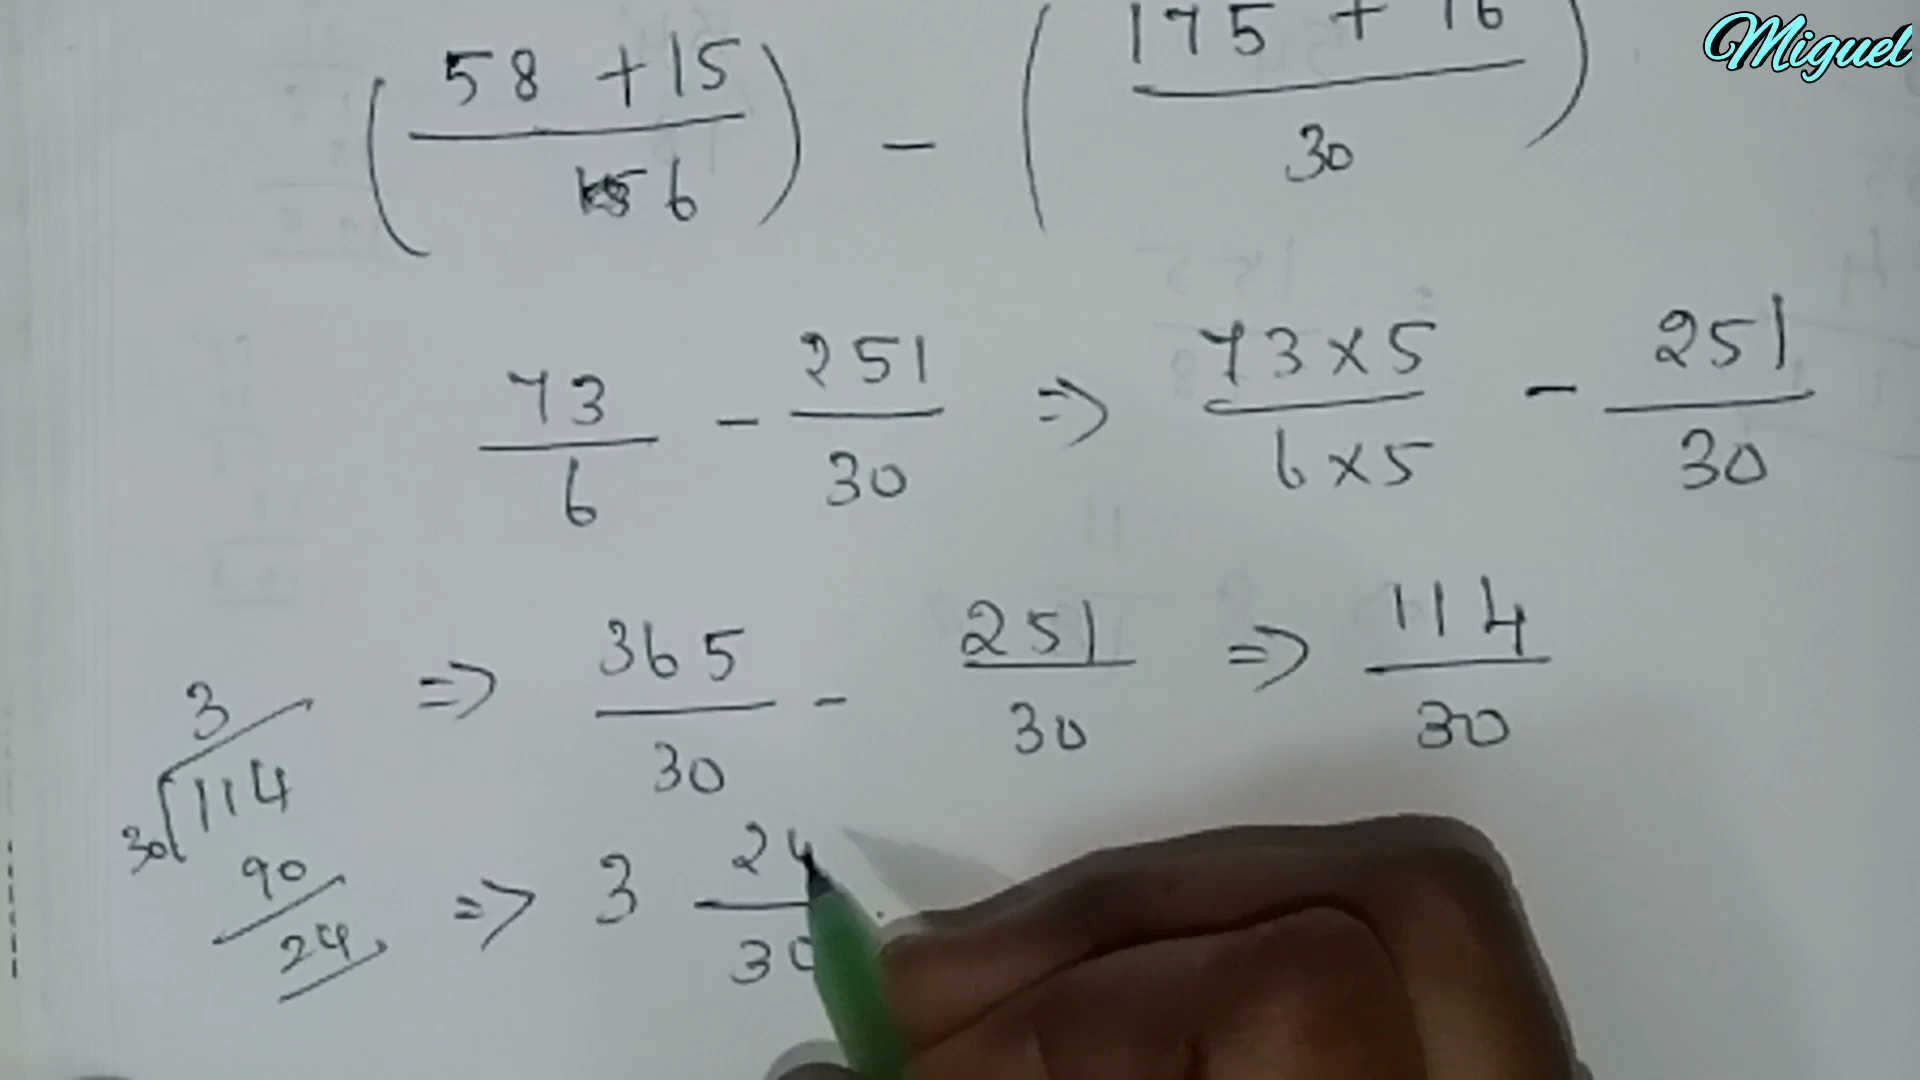 Miguel
(58 + 15 / 6) - (175 + 76 / 30)
73/6 - 251/30 => 73 x 5 / 6 x 5 - 251/30
=> 365/30 - 251/30 => 114/30
3
30 114
90
24
=> 3 24/30